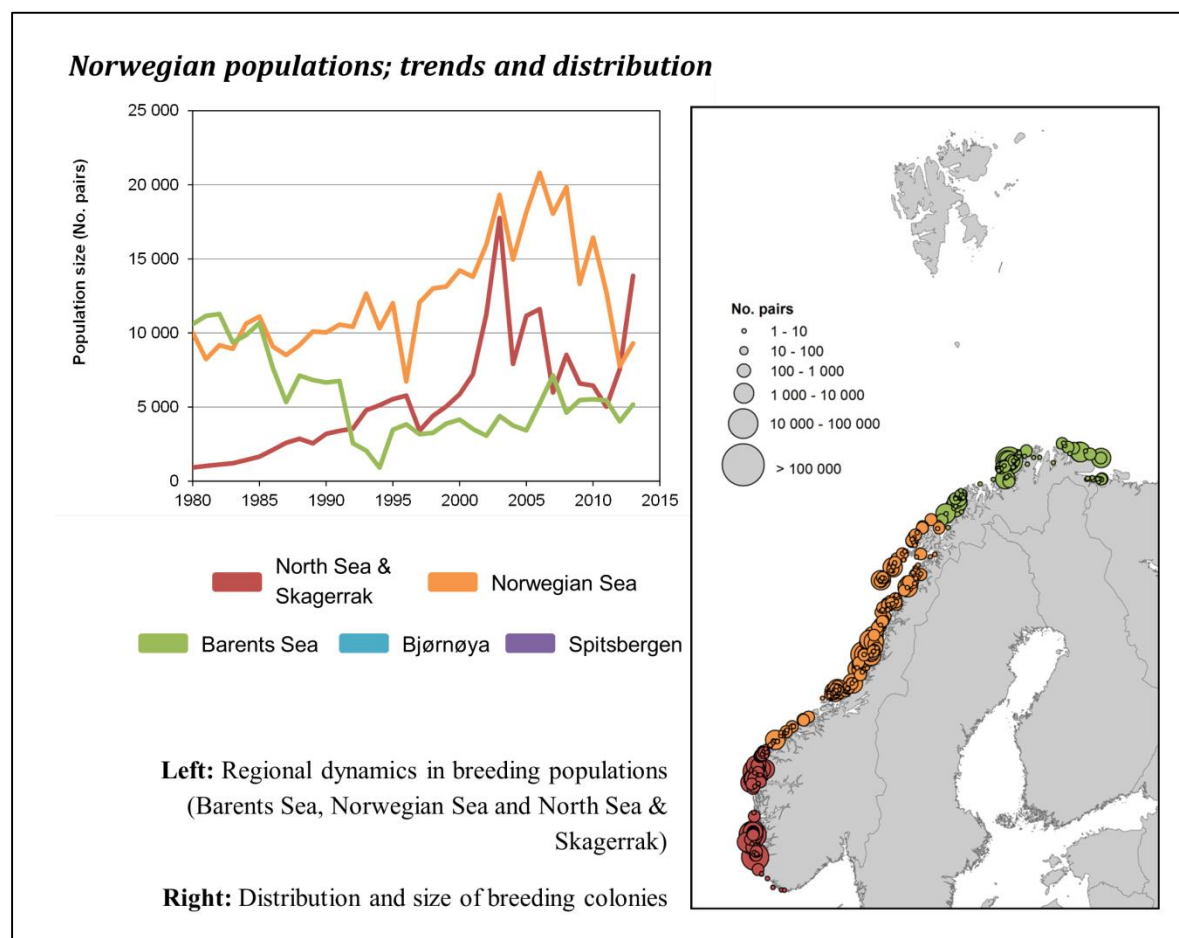 Norwegian populations; trends and distribution
Population size (No. pairs)
25 000
20 000
15 000
10 000
5 000
0
1980 1985 1990 1995 2000 2005 2010 2015
North Sea &
Skagerrak
Norwegian Sea
Barents Sea Bjørnøya Spitsbergen
Left: Regional dynamics in breeding populations
(Barents Sea, Norwegian Sea and North Sea &
Skagerrak)
Right: Distribution and size of breeding colonies
No. pairs
1 - 10
10 - 100
100 - 1 000
1 000 - 10 000
10 000 - 100 000
> 100 000